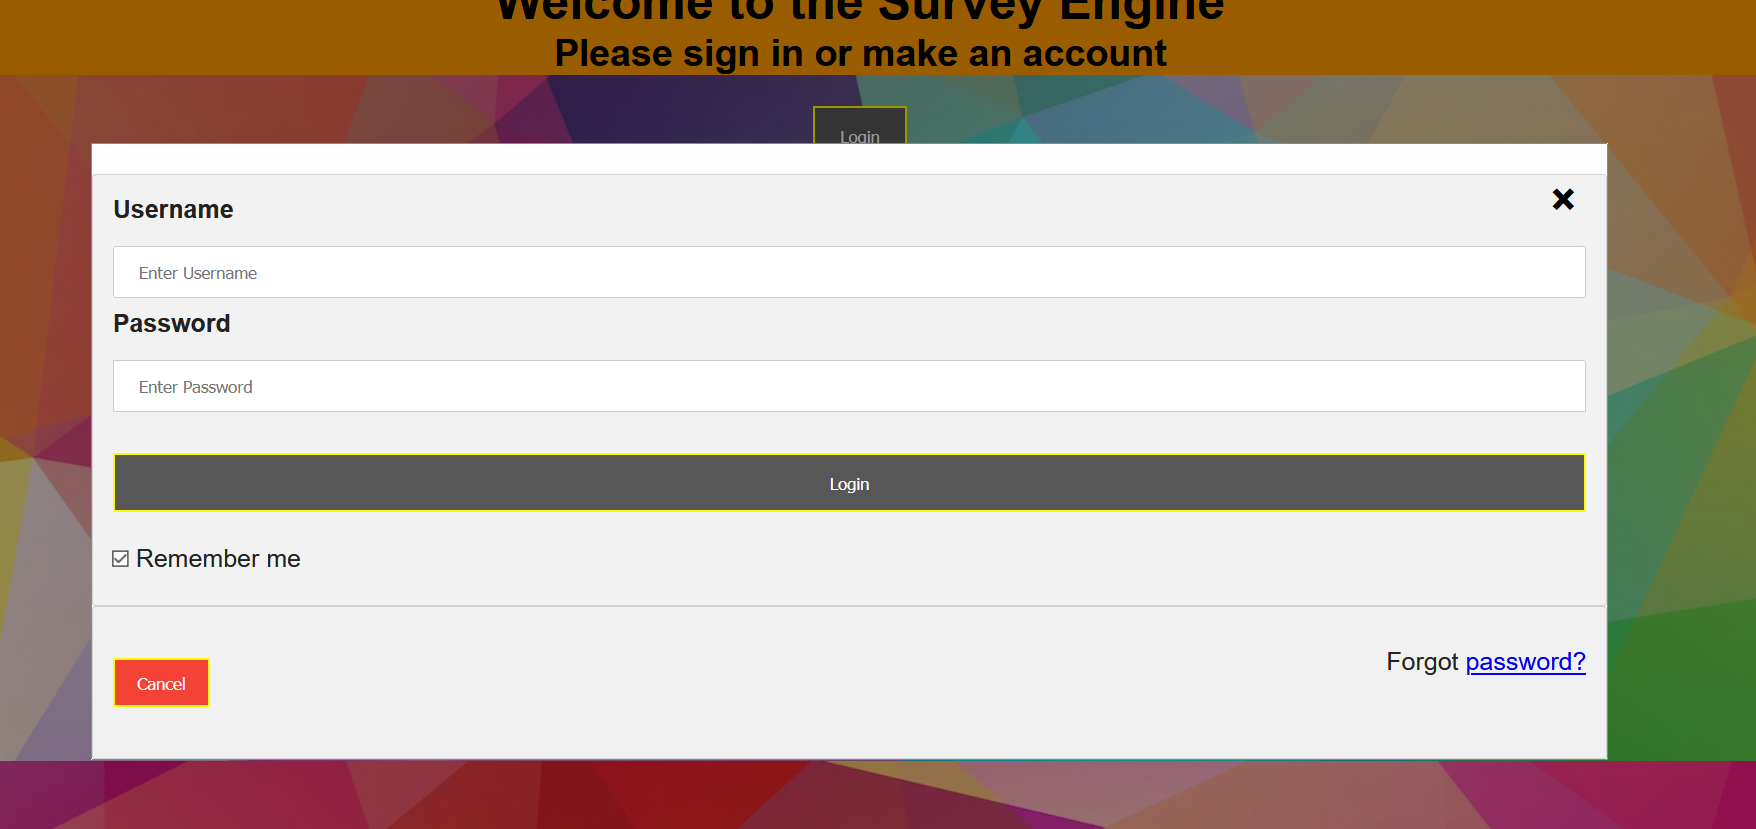 Welcome to the Survey Engine
Please sign in or make an account
Login
Username
Enter Username
Password
Enter Password
Login
Remember me
Forgot password?
Cancel